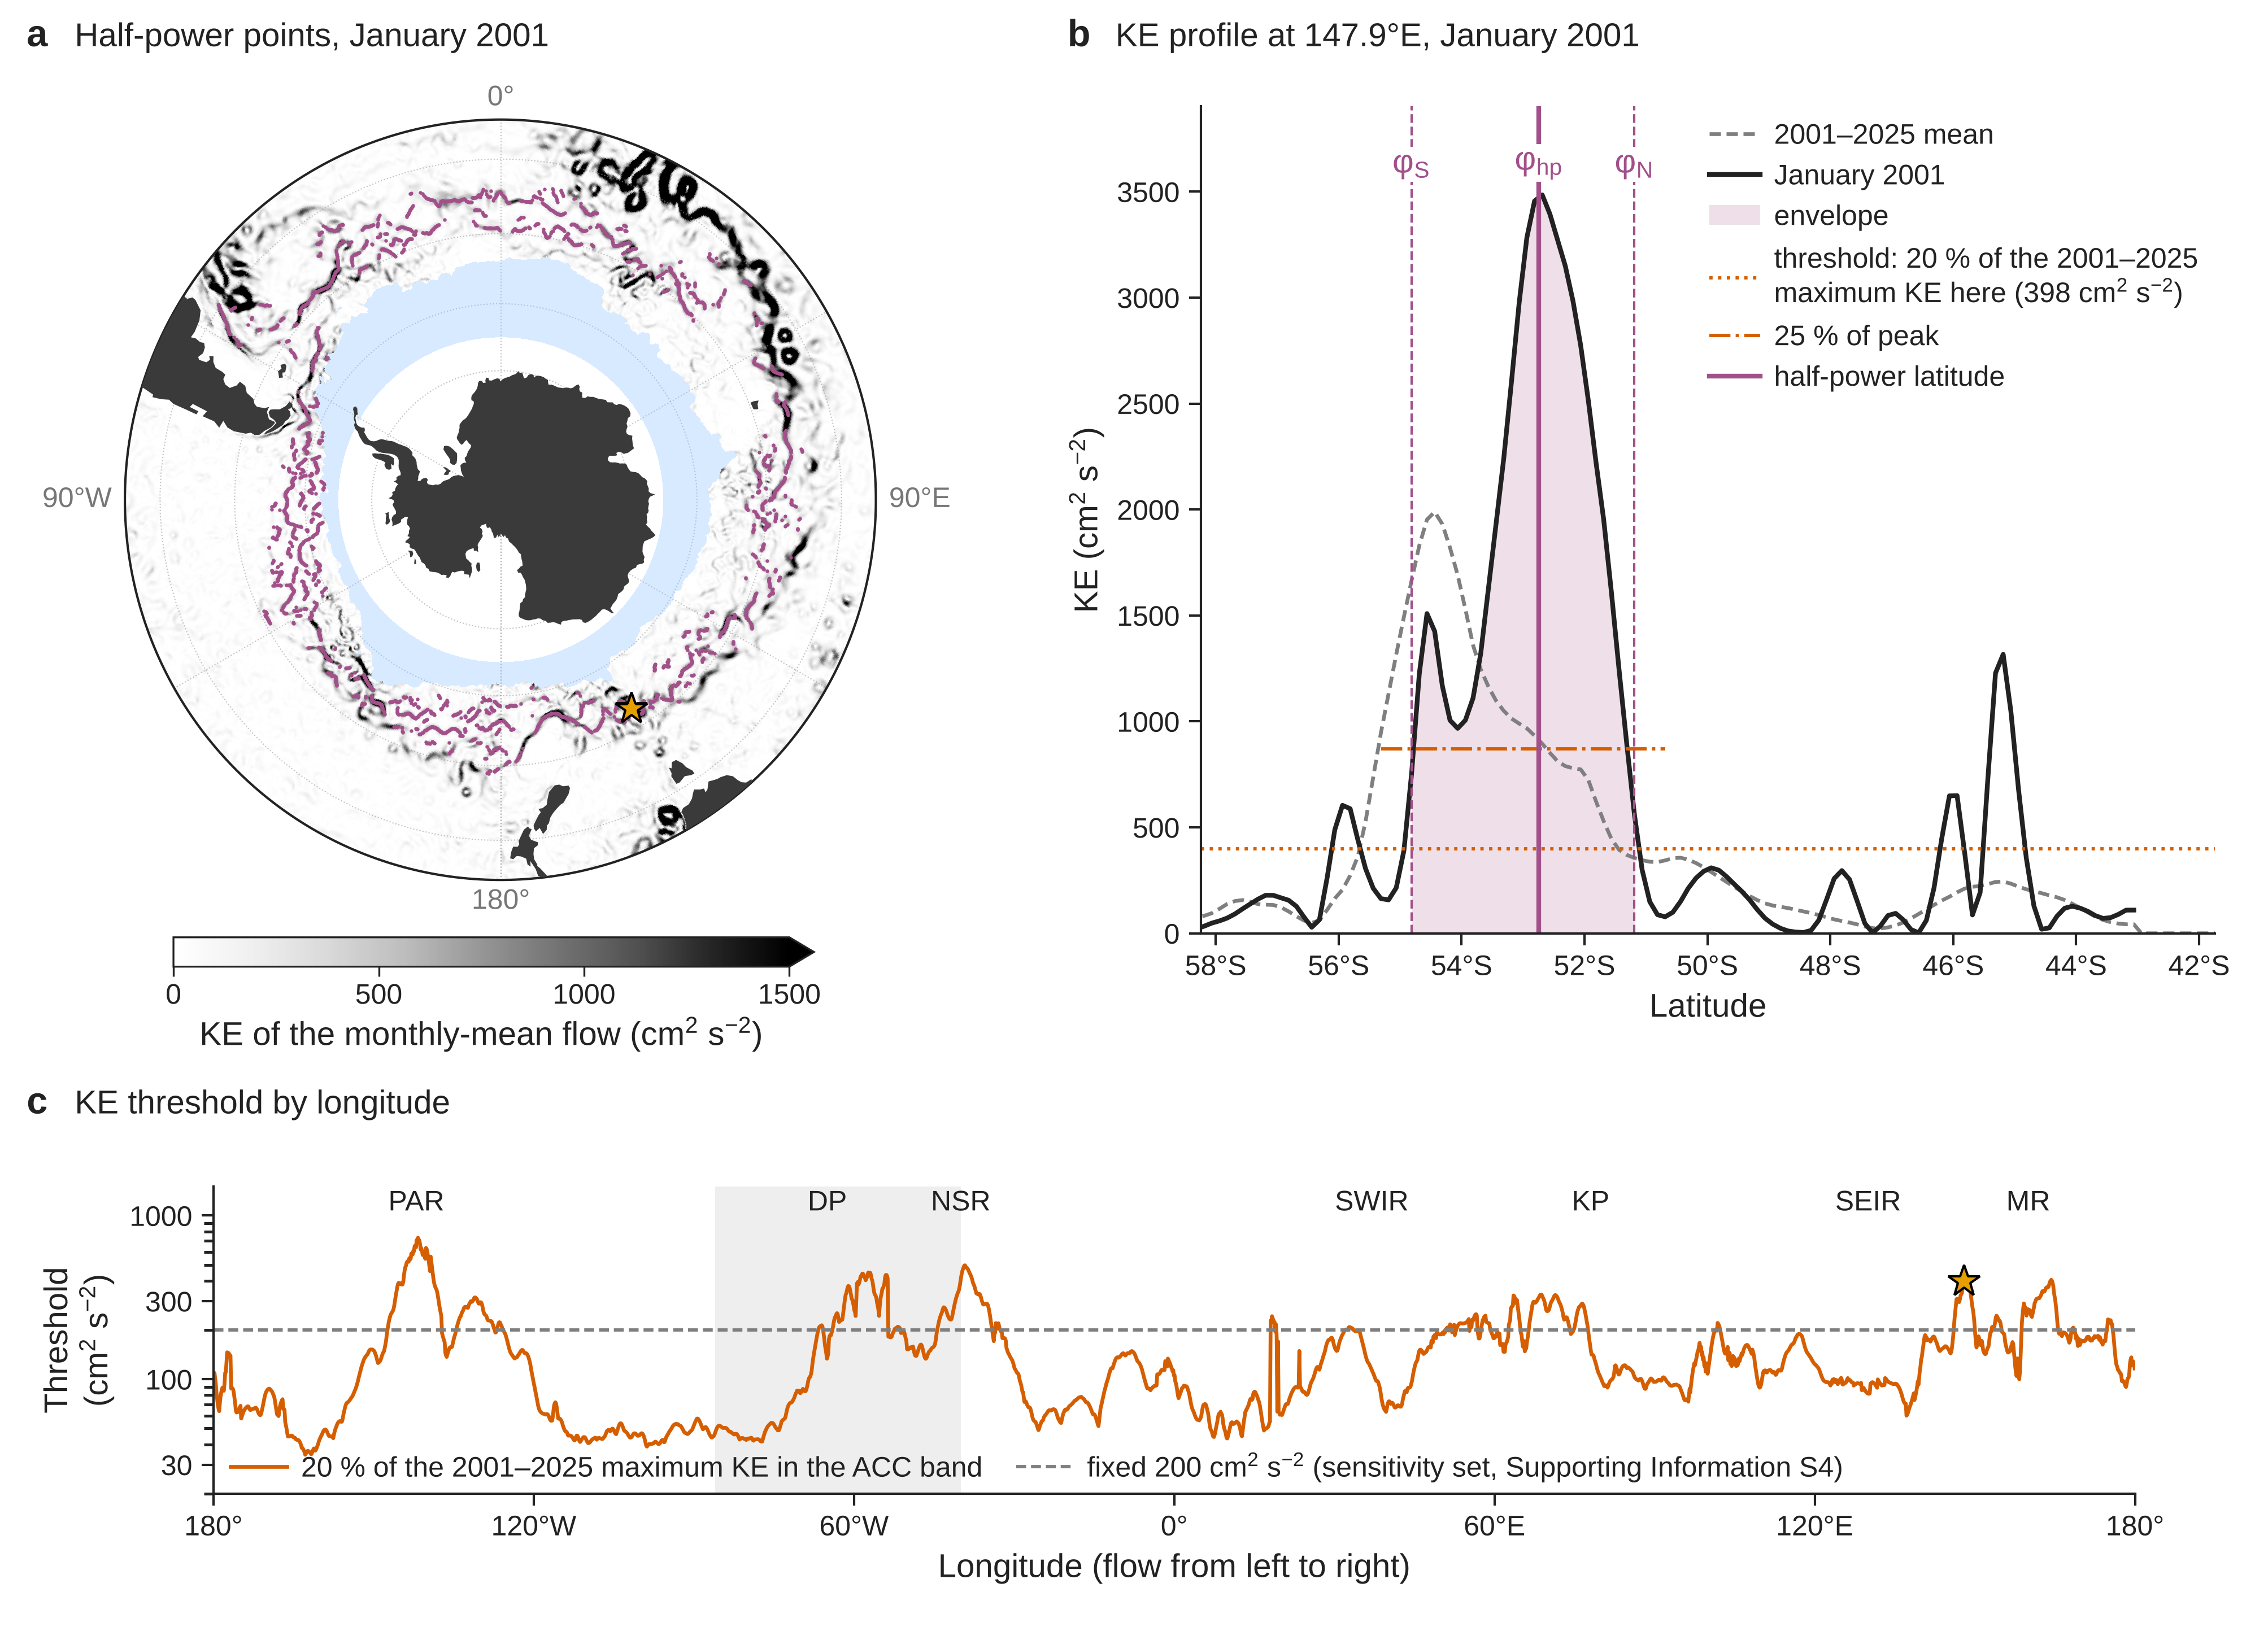 a Half-power points, January 2001
0°
90°W
90°E
180°
0 500 1000 1500
KE of the monthly-mean flow (cm² s⁻²)
b KE profile at 147.9°E, January 2001
φS φhp φN
2001–2025 mean
January 2001
envelope
threshold: 20 % of the 2001–2025
maximum KE here (398 cm² s⁻²)
25 % of peak
half-power latitude
3500
3000
2500
2000
1500
1000
500
0
KE (cm² s⁻²)
58°S 56°S 54°S 52°S 50°S 48°S 46°S 44°S 42°S
Latitude
c KE threshold by longitude
PAR DP NSR SWIR KP SEIR MR
1000
300
100
30
Threshold
(cm² s⁻²)
20 % of the 2001–2025 maximum KE in the ACC band
fixed 200 cm² s⁻² (sensitivity set, Supporting Information S4)
180° 120°W 60°W 0° 60°E 120°E 180°
Longitude (flow from left to right)